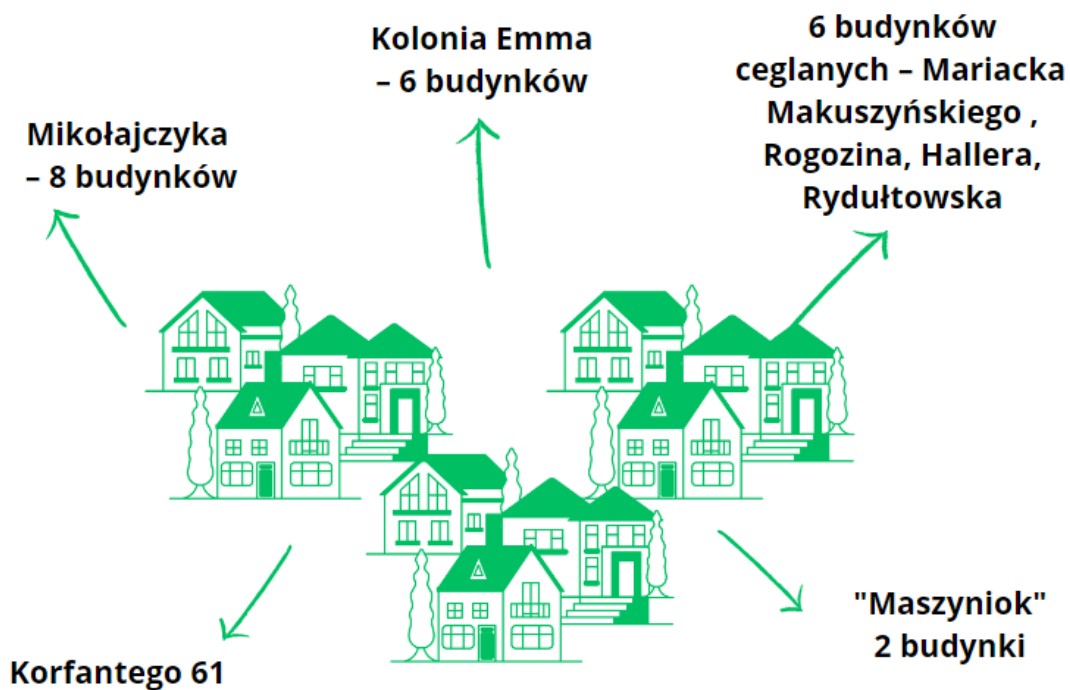 Kolonia Emma
– 6 budynków
6 budynków
ceglanych – Mariacka
Makuszyńskiego ,
Rogozina, Hallera,
Rydułtowska
Mikołajczyka
– 8 budynków
"Maszyniok"
2 budynki
Korfantego 61